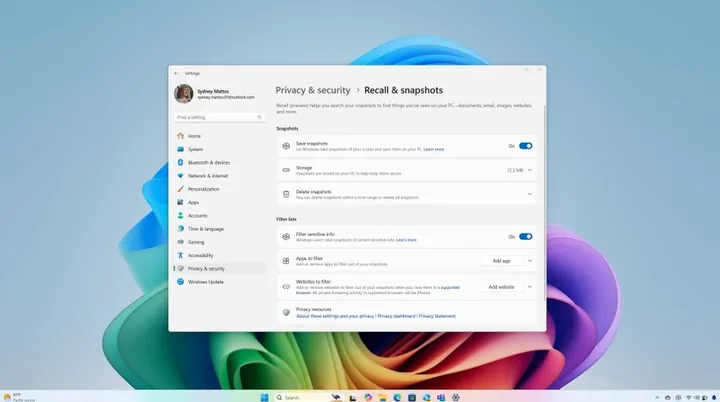 Settings
Sydney Mattos
Find a setting
Home
System
Bluetooth & devices
Network & internet
Personalization
Apps
Accounts
Time & language
Gaming
Accessibility
Privacy & security
Windows Update
Privacy & security > Recall & snapshots
Recall (preview) helps you search your snapshots to find things you've seen on your PC—documents, email, images, websites,
and more.
Snapshots
Save snapshots
Let Windows take snapshots of your screen and save them on your PC. Learn more
On
Storage
Snapshots are stored on your PC to help keep them secure
12.2 MB
Delete snapshots
You can delete snapshots within a time range or delete all snapshots
Filter lists
Filter sensitive info
Windows won't take snapshots of certain sensitive info. Learn more
On
Apps to filter
Add or remove apps to filter out of your snapshots
Add app
Websites to filter
Add or remove websites to filter out of your snapshots when you view them in a supported
browser. All private browsing activity in supported browsers will be filtered
Add website
Privacy resources
About these settings and your privacy | Privacy dashboard | Privacy Statement
Search